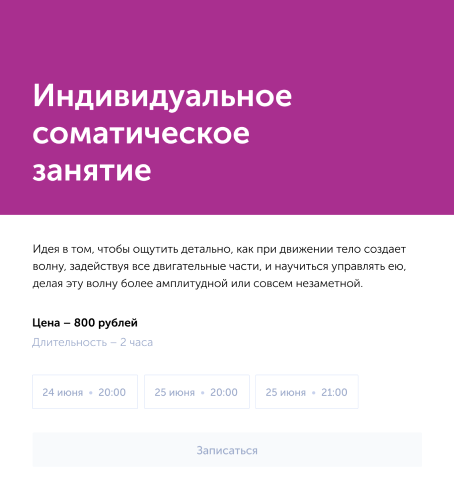 Индивидуальное
соматическое
занятие
Идея в том, чтобы ощутить детально, как при движении тело создает
волну, задействуя все двигательные части, и научиться управлять ею,
делая эту волну более амплитудной или совсем незаметной.
Цена – 800 рублей
Длительность – 2 часа
24 июня • 20:00 25 июня • 20:00 25 июня • 21:00
Записаться